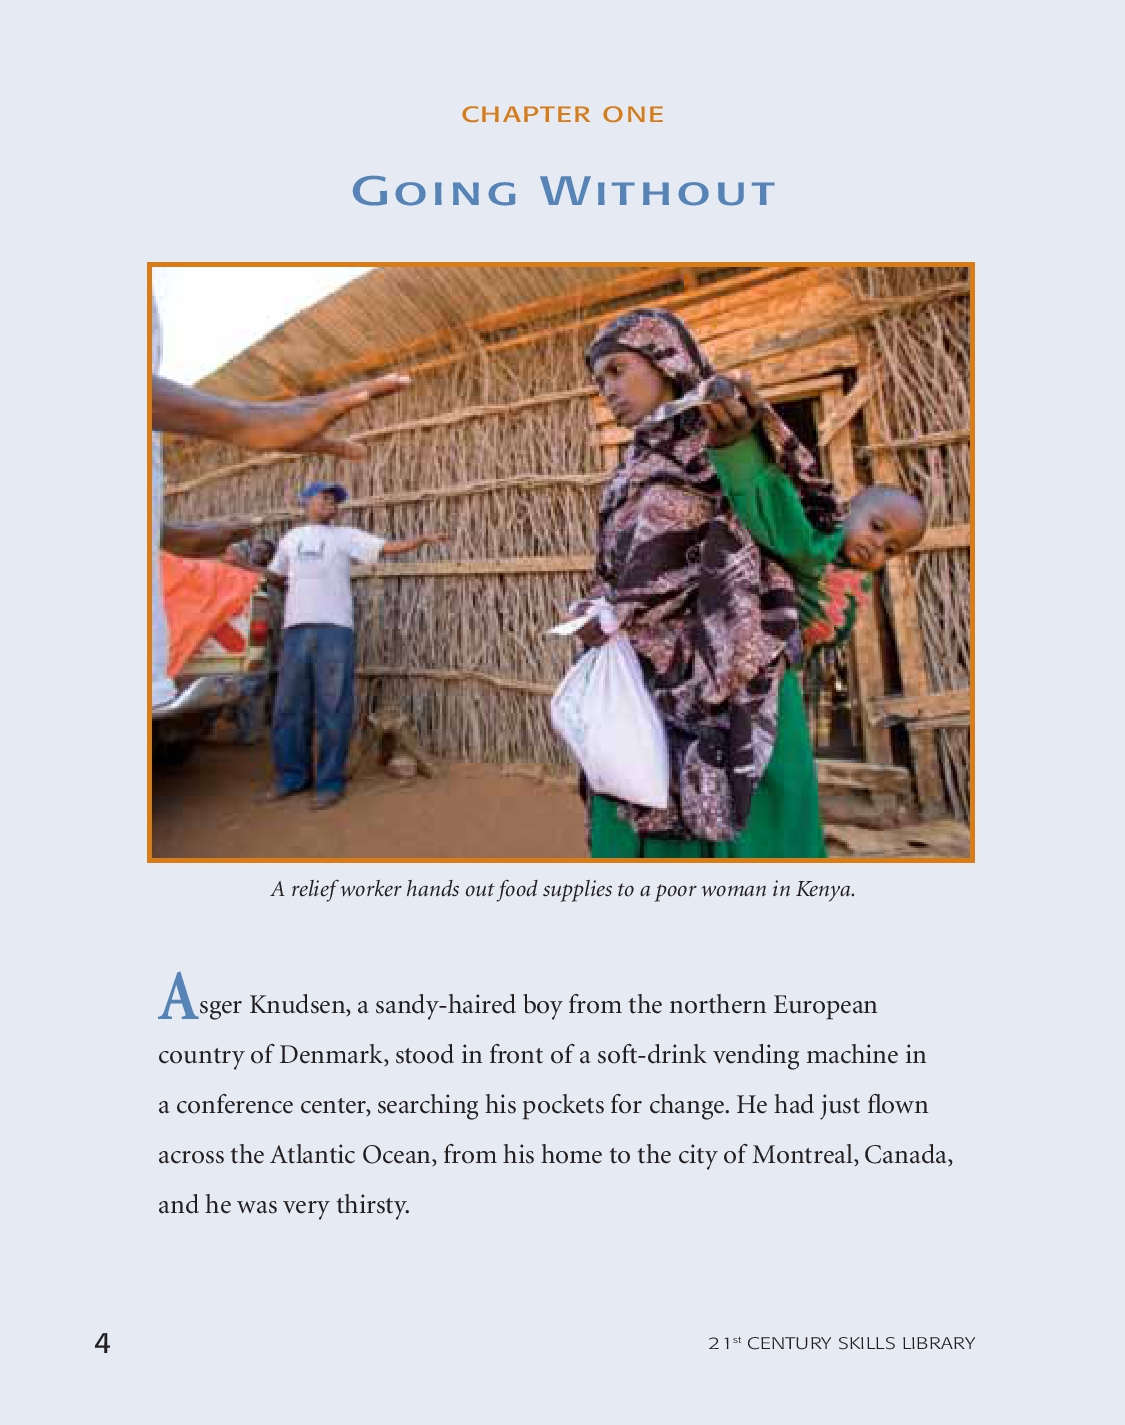 CHAPTER ONE
GOING WITHOUT
A relief worker hands out food supplies to a poor woman in Kenya.
Asger Knudsen, a sandy-haired boy from the northern European
country of Denmark, stood in front of a soft-drink vending machine in
a conference center, searching his pockets for change. He had just flown
across the Atlantic Ocean, from his home to the city of Montreal, Canada,
and he was very thirsty.
4
21st CENTURY SKILLS LIBRARY